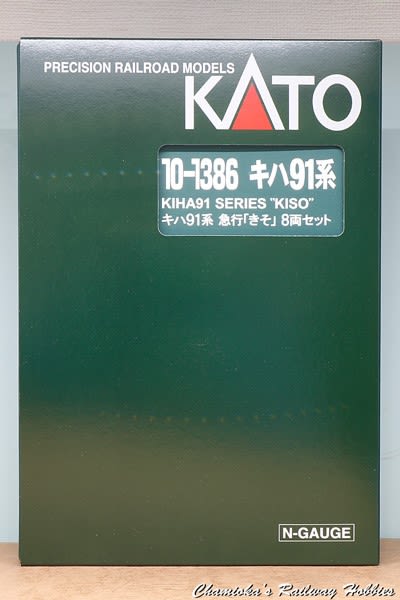 PRECISION RAILROAD MODELS
KATO
10-1386 キハ91系
KIHA91 SERIES "KISO"
キハ91系 急行「きそ」 8両セット
N-GAUGE
Chamiska's Railway Hobbies